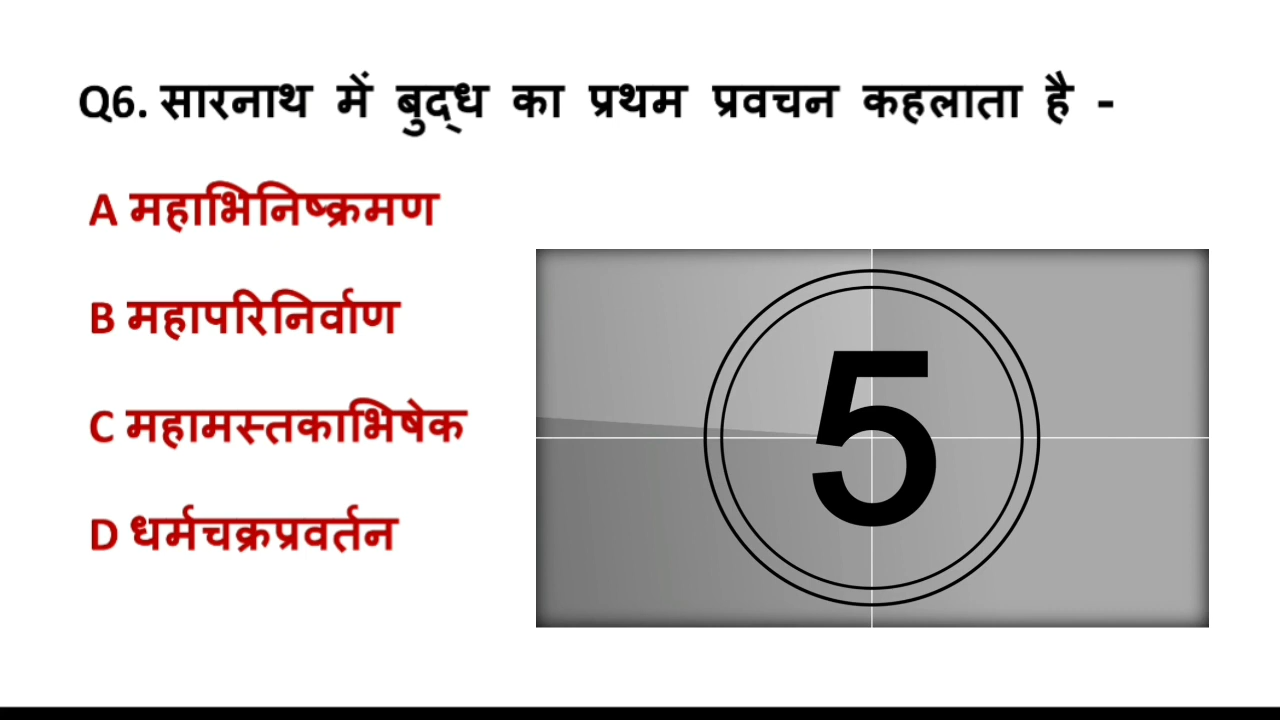 Q6. सारनाथ में बुद्ध का प्रथम प्रवचन कहलाता है -
A महाभिनिष्क्रमण
B महापरिनिर्वाण
C महामस्तकाभिषेक
D धर्मचक्रप्रवर्तन
5